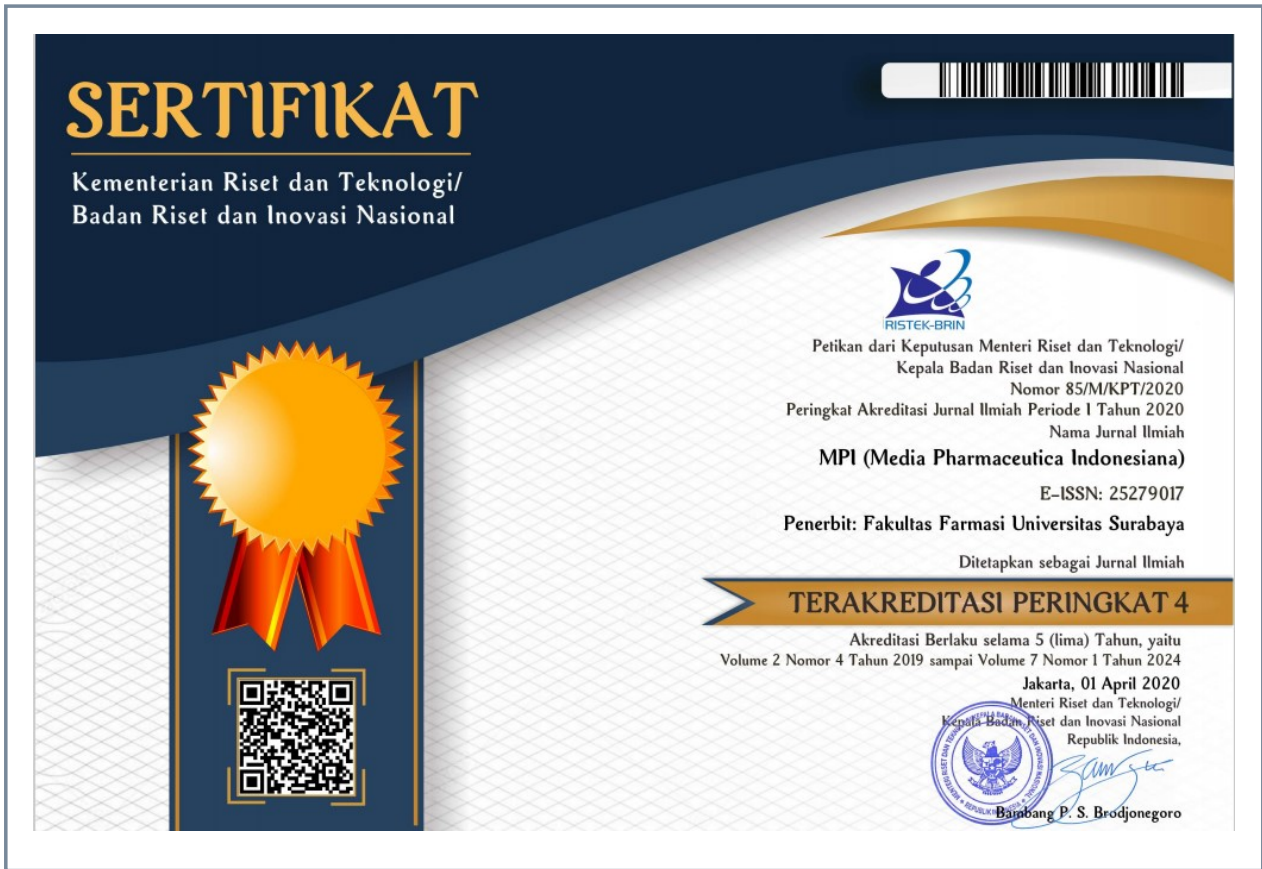 SERTIFIKAT
Kementerian Riset dan Teknologi/
Badan Riset dan Inovasi Nasional
RISTEK-BRIN
Petikan dari Keputusan Menteri Riset dan Teknologi/
Kepala Badan Riset dan Inovasi Nasional
Nomor 85/M/KPT/2020
Peringkat Akreditasi Jurnal Ilmiah Periode I Tahun 2020
Nama Jurnal Ilmiah
MPI (Media Pharmaceutica Indonesiana)
E-ISSN: 25279017
Penerbit: Fakultas Farmasi Universitas Surabaya
Ditetapkan sebagai Jurnal Ilmiah
TERAKREDITASI PERINGKAT 4
Akreditasi Berlaku selama 5 (lima) Tahun, yaitu
Volume 2 Nomor 4 Tahun 2019 sampai Volume 7 Nomor 1 Tahun 2024
Jakarta, 01 April 2020
Menteri Riset dan Teknologi/
Kepala Badan Riset dan Inovasi Nasional
Republik Indonesia,
Bambang P. S. Brodjonegoro